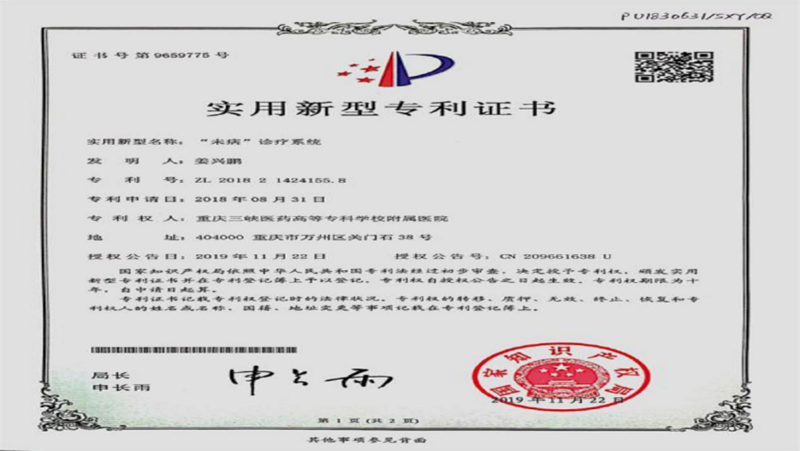 PU1830631/SXY/02
证书号第9659775号
实用新型专利证书
实用新型名称：“未病”诊疗系统
发明人：姜兴鹏
专利号：ZL 2018 2 1424155.8
专利申请日：2018年08月31日
专利权人：重庆三峡医药高等专科学校附属医院
地址：404000 重庆市万州区关门石38号
授权公告日：2019年11月22日 授权公告号：CN 209661638 U
国家知识产权局依照中华人民共和国专利法经过初步审查，决定授予专利权，颁发实用
新型专利证书并在专利登记簿上予以登记。专利权自授权公告之日起生效。专利权期限为十
年，自申请日起算。
专利证书记载专利权登记时的法律状况。专利权的转移、质押、无效、终止、恢复和专
利权人的姓名或名称、国籍、地址变更等事项记载在专利登记簿上。
局长
申长雨
申长雨
国家知识产权局
2019年11月22日
第1页（共2页）
其他事项参见背面